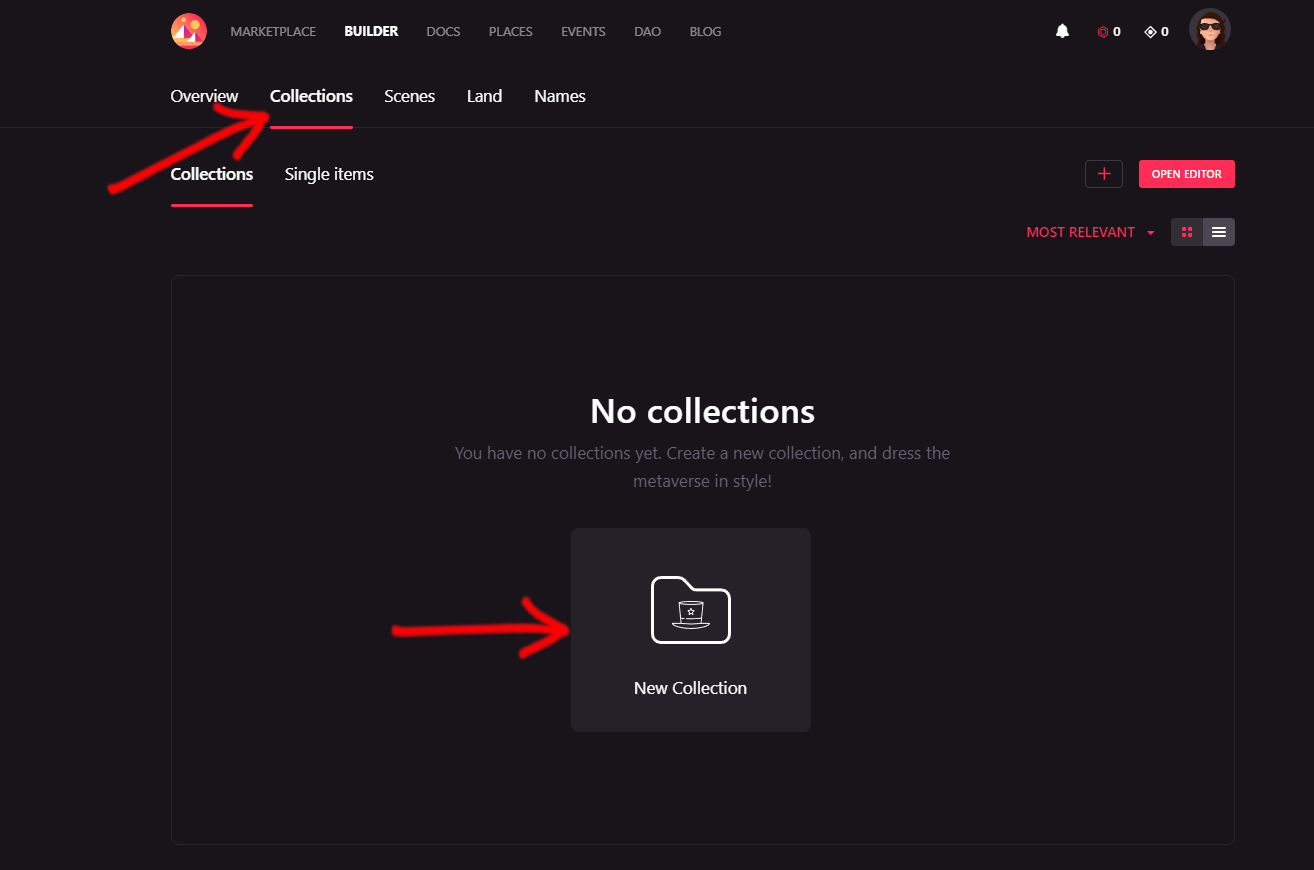 MARKETPLACE BUILDER DOCS PLACES EVENTS DAO BLOG 0 0
Overview Collections Scenes Land Names
Collections Single items OPEN EDITOR
MOST RELEVANT
No collections
You have no collections yet. Create a new collection, and dress the
metaverse in style!
New Collection